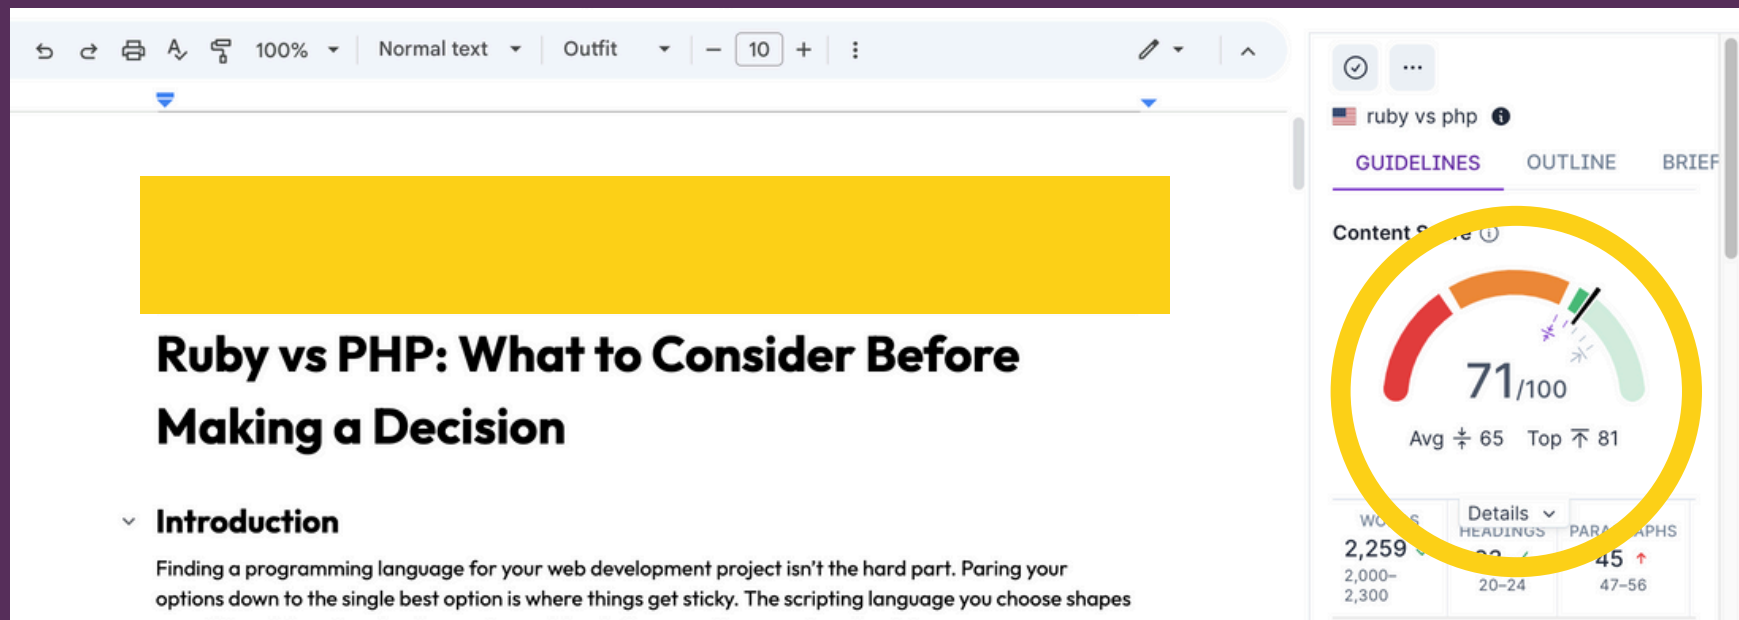 100% Normal text Outfit 10
ruby vs php
GUIDELINES OUTLINE BRIEF
Content
71/100
Avg 65 Top 81
Details
HEADINGS
2,259 45
2,000–
2,300
20–24 47–56
Ruby vs PHP: What to Consider Before
Making a Decision
Introduction
Finding a programming language for your web development project isn't the hard part. Paring your
options down to the single best option is where things get sticky. The scripting language you choose shapes